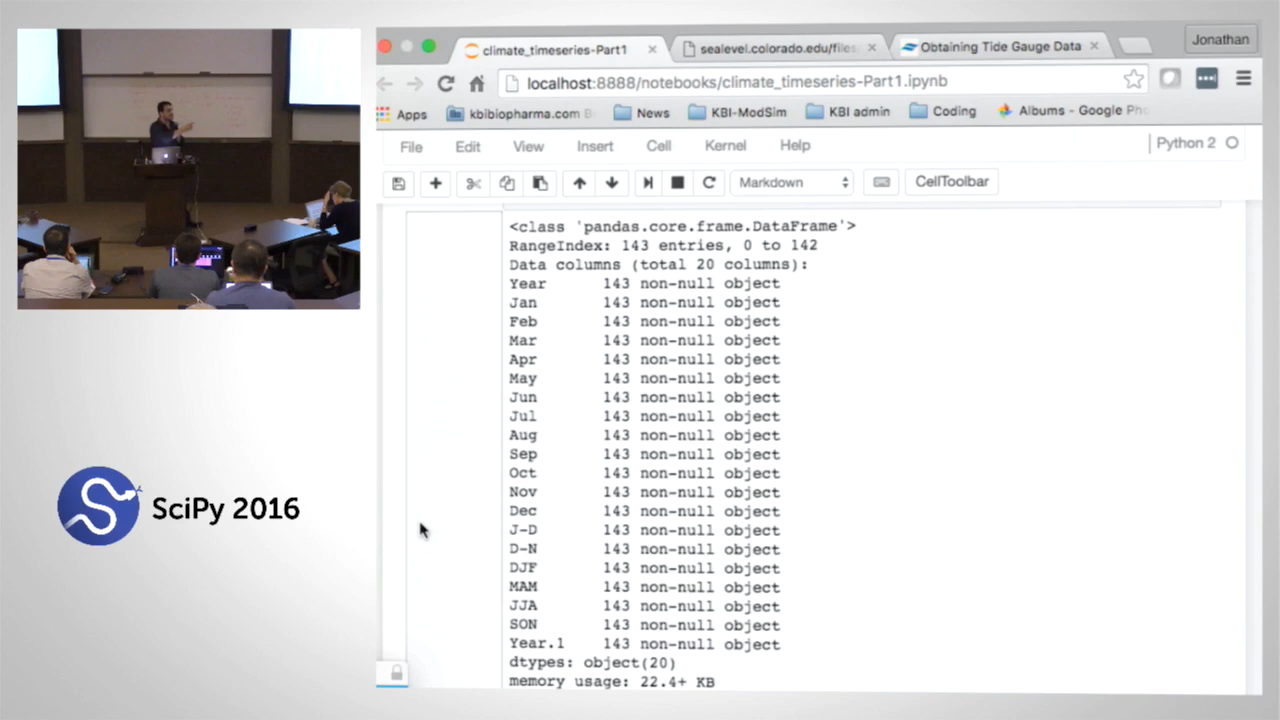 climate_timeseries-Part1
sealevel.colorado.edu/files
Obtaining Tide Gauge Data
Jonathan
localhost:8888/notebooks/climate_timeseries-Part1.ipynb
Apps
kbibiopharma.com
News
KBI-ModSim
KBI admin
Coding
Albums - Google Pho
File Edit View Insert Cell Kernel Help
Python 2
Markdown
CellToolbar
<class 'pandas.core.frame.DataFrame'>
RangeIndex: 143 entries, 0 to 142
Data columns (total 20 columns):
Year 143 non-null object
Jan 143 non-null object
Feb 143 non-null object
Mar 143 non-null object
Apr 143 non-null object
May 143 non-null object
Jun 143 non-null object
Jul 143 non-null object
Aug 143 non-null object
Sep 143 non-null object
Oct 143 non-null object
Nov 143 non-null object
Dec 143 non-null object
J-D 143 non-null object
D-N 143 non-null object
DJF 143 non-null object
MAM 143 non-null object
JJA 143 non-null object
SON 143 non-null object
Year.1 143 non-null object
dtypes: object(20)
memory usage: 22.4+ KB
SciPy 2016